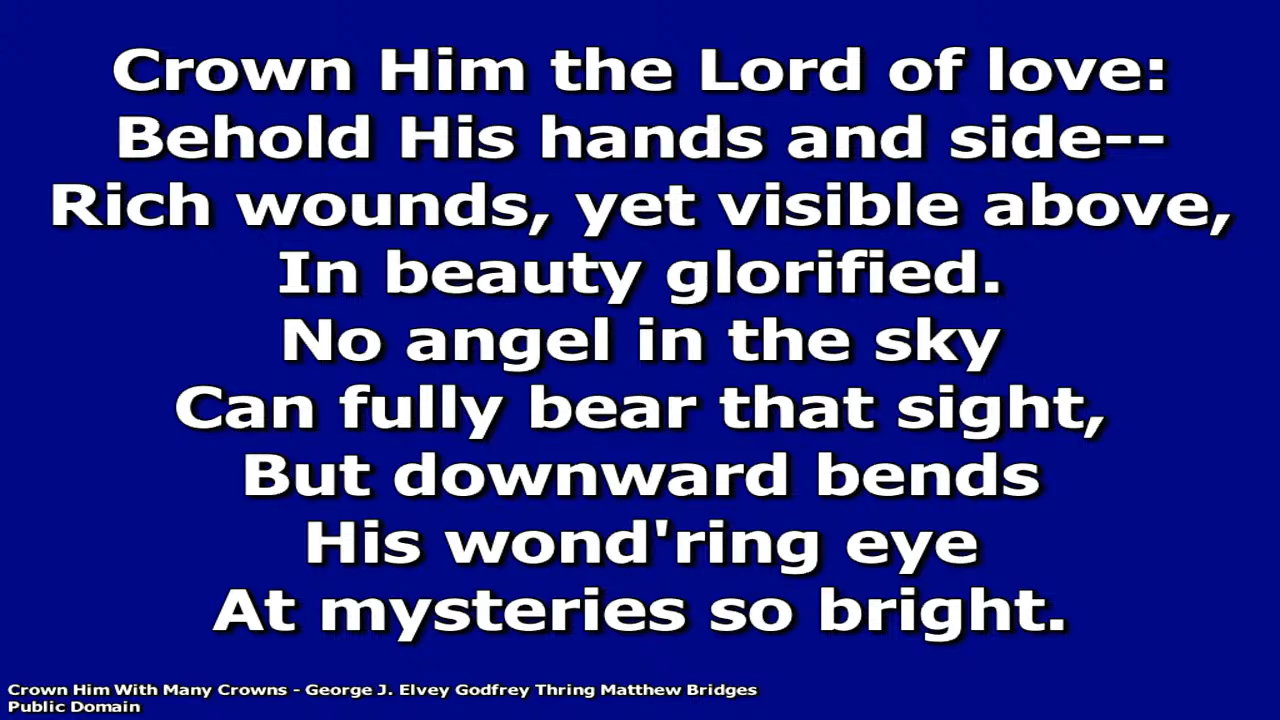 Crown Him the Lord of love:
Behold His hands and side--
Rich wounds, yet visible above,
In beauty glorified.
No angel in the sky
Can fully bear that sight,
But downward bends
His wond'ring eye
At mysteries so bright.
Crown Him With Many Crowns - George J. Elvey Godfrey Thring Matthew Bridges
Public Domain